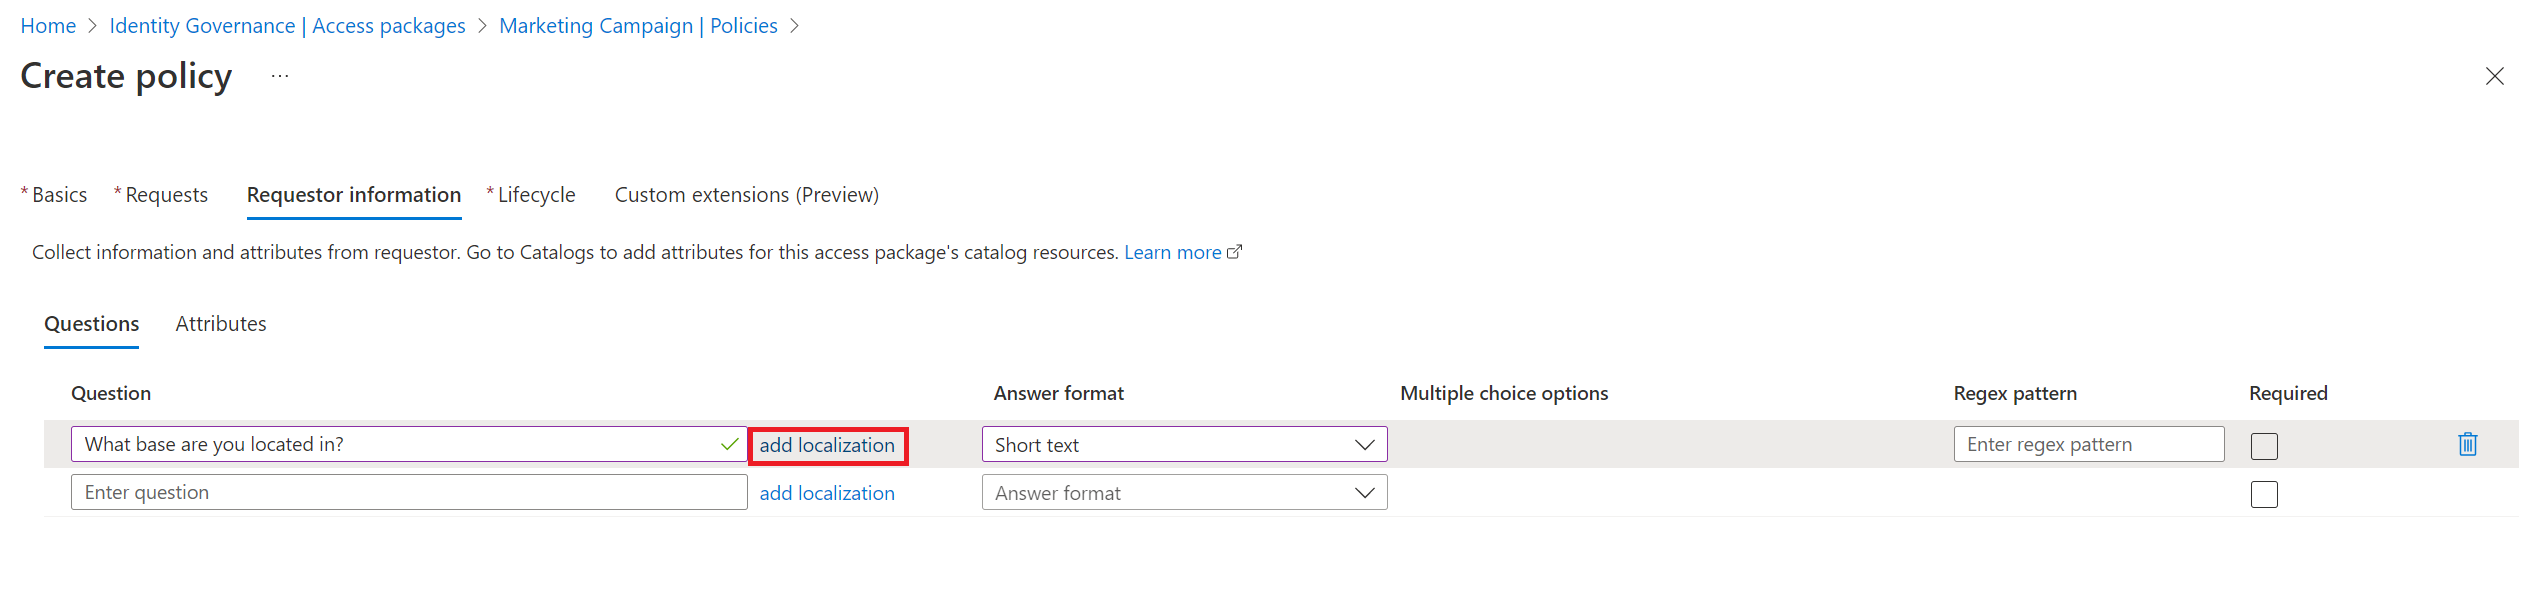 Home > Identity Governance | Access packages > Marketing Campaign | Policies >
Create policy ...
* Basics * Requests Requestor information * Lifecycle Custom extensions (Preview)
Collect information and attributes from requestor. Go to Catalogs to add attributes for this access package's catalog resources. Learn more
Questions Attributes
Question Answer format Multiple choice options Regex pattern Required
What base are you located in? add localization Short text Enter regex pattern
Enter question add localization Answer format